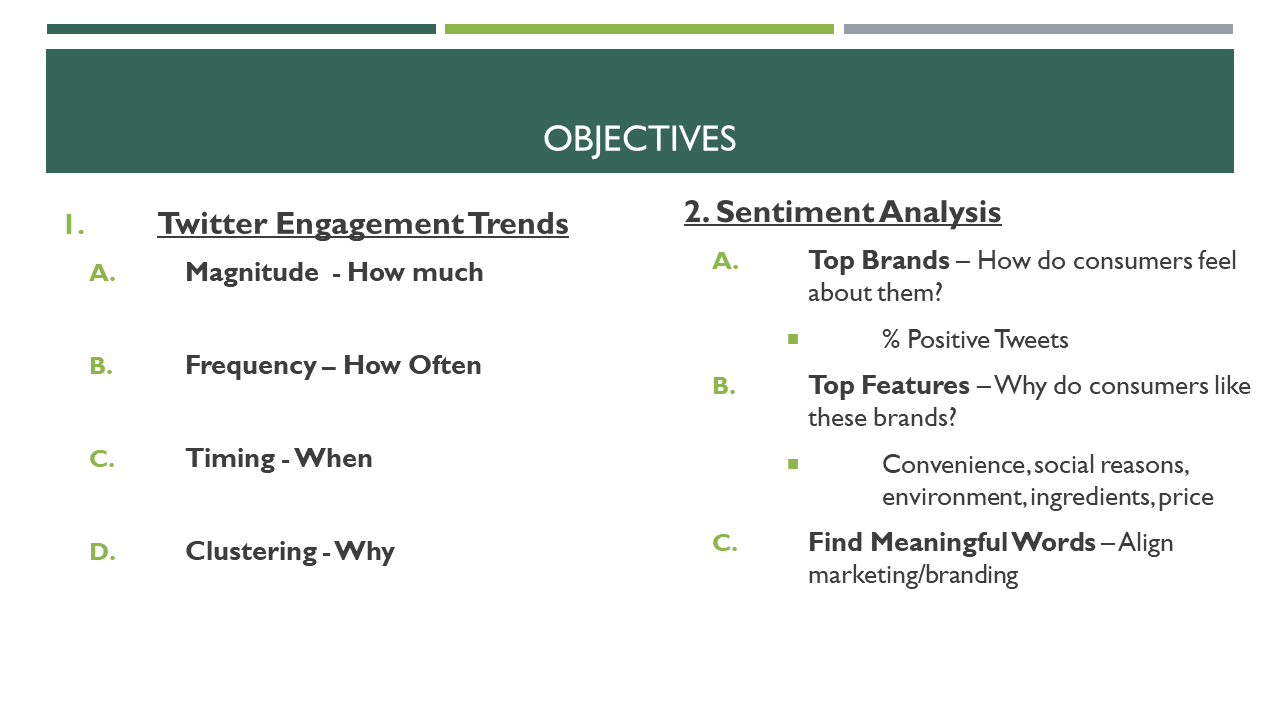 OBJECTIVES
1. Twitter Engagement Trends
A. Magnitude - How much
B. Frequency – How Often
C. Timing - When
D. Clustering - Why
2. Sentiment Analysis
A. Top Brands – How do consumers feel
about them?
% Positive Tweets
B. Top Features – Why do consumers like
these brands?
Convenience, social reasons,
environment, ingredients, price
C. Find Meaningful Words – Align
marketing/branding